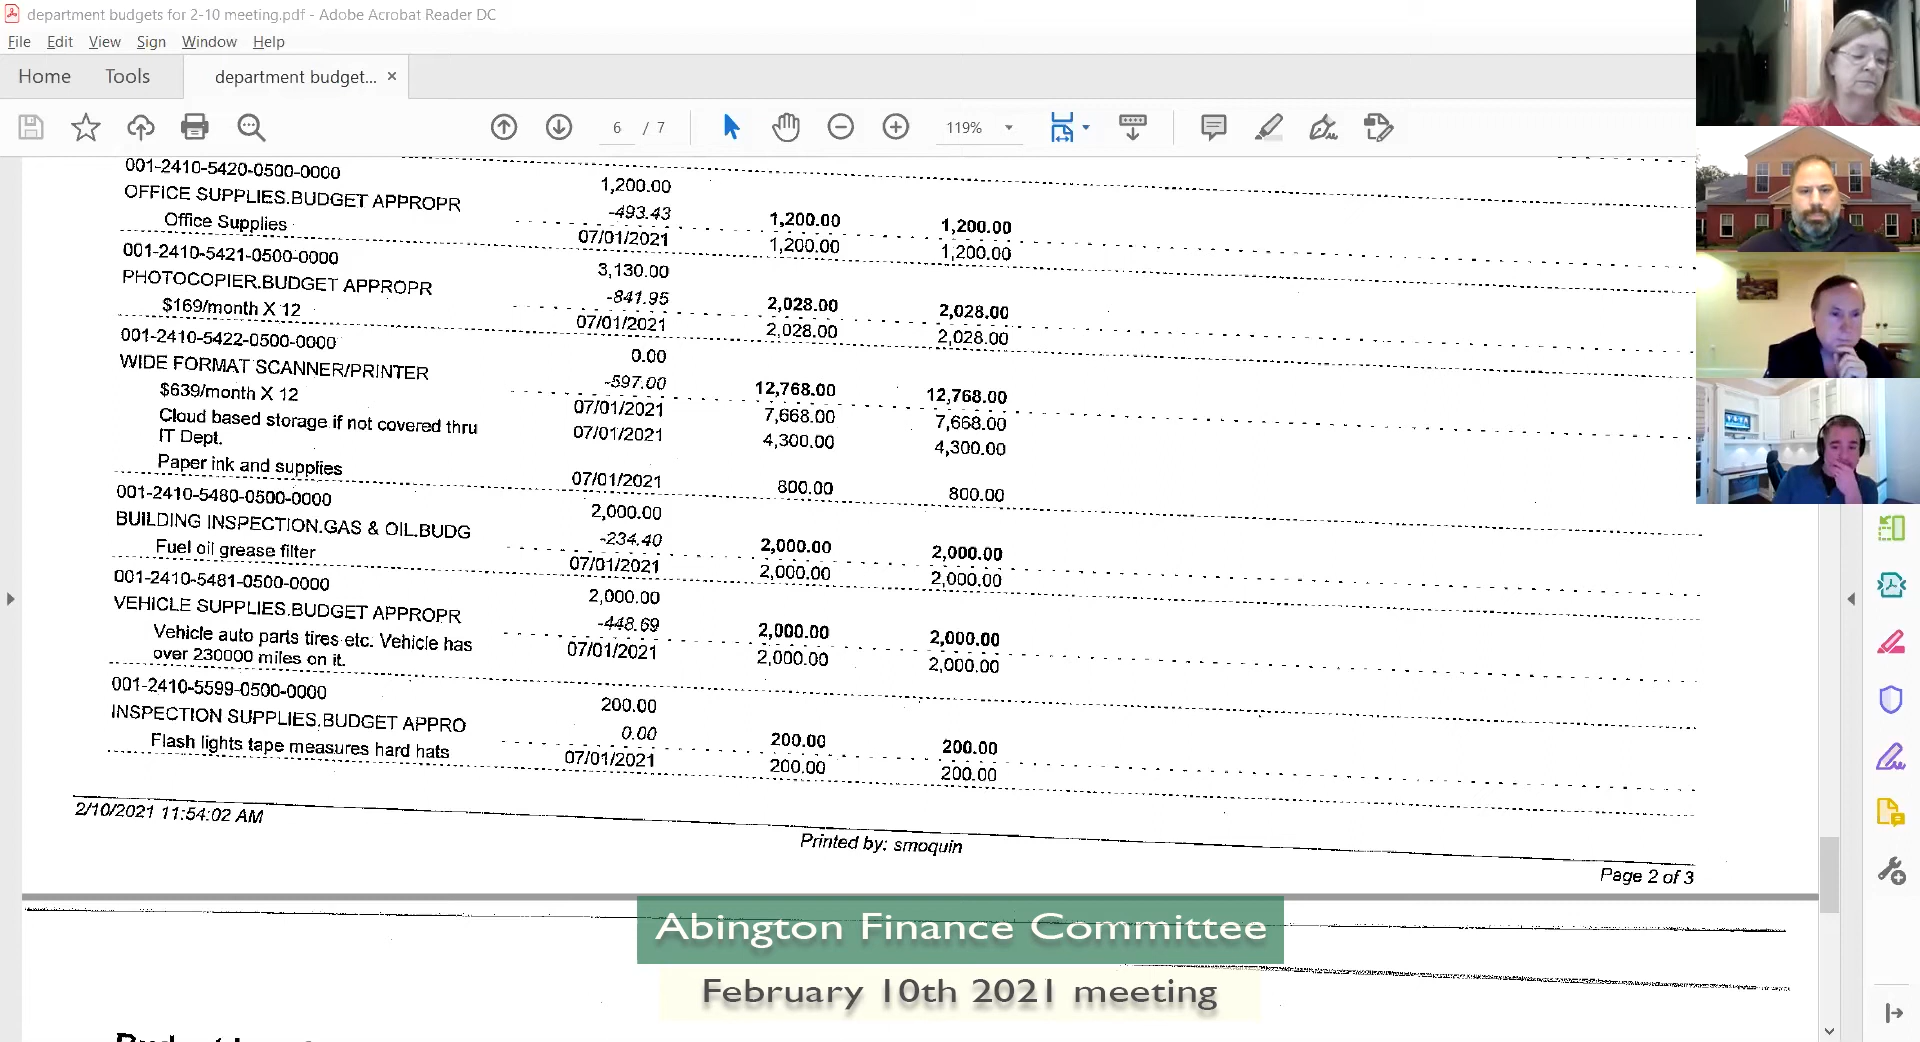 department budgets for 2-10 meeting.pdf - Adobe Acrobat Reader DC
File Edit View Sign Window Help
Home Tools department budget... ×
6 / 7 119%
001-2410-5420-0500-0000
OFFICE SUPPLIES.BUDGET APPROPR 1,200.00
-493.43 1,200.00 1,200.00
Office Supplies 07/01/2021 1,200.00 1,200.00
001-2410-5421-0500-0000
PHOTOCOPIER.BUDGET APPROPR 3,130.00
-841.95 2,028.00 2,028.00
$169/month X 12 07/01/2021 2,028.00 2,028.00
001-2410-5422-0500-0000
WIDE FORMAT SCANNER/PRINTER 0.00
-597.00 12,768.00 12,768.00
$639/month X 12 07/01/2021 7,668.00 7,668.00
Cloud based storage if not covered thru 07/01/2021 4,300.00 4,300.00
IT Dept.
Paper ink and supplies 07/01/2021 800.00 800.00
001-2410-5480-0500-0000
BUILDING INSPECTION.GAS & OIL.BUDG 2,000.00
-234.40 2,000.00 2,000.00
Fuel oil grease filter 07/01/2021 2,000.00 2,000.00
001-2410-5481-0500-0000
VEHICLE SUPPLIES.BUDGET APPROPR 2,000.00
-448.69 2,000.00 2,000.00
Vehicle auto parts tires etc. Vehicle has 07/01/2021 2,000.00 2,000.00
over 230000 miles on it.
001-2410-5599-0500-0000
INSPECTION SUPPLIES.BUDGET APPRO 200.00
0.00 200.00 200.00
Flash lights tape measures hard hats 07/01/2021 200.00 200.00
2/10/2021 11:54:02 AM
Printed by: smoquin
Page 2 of 3
Abington Finance Committee
February 10th 2021 meeting